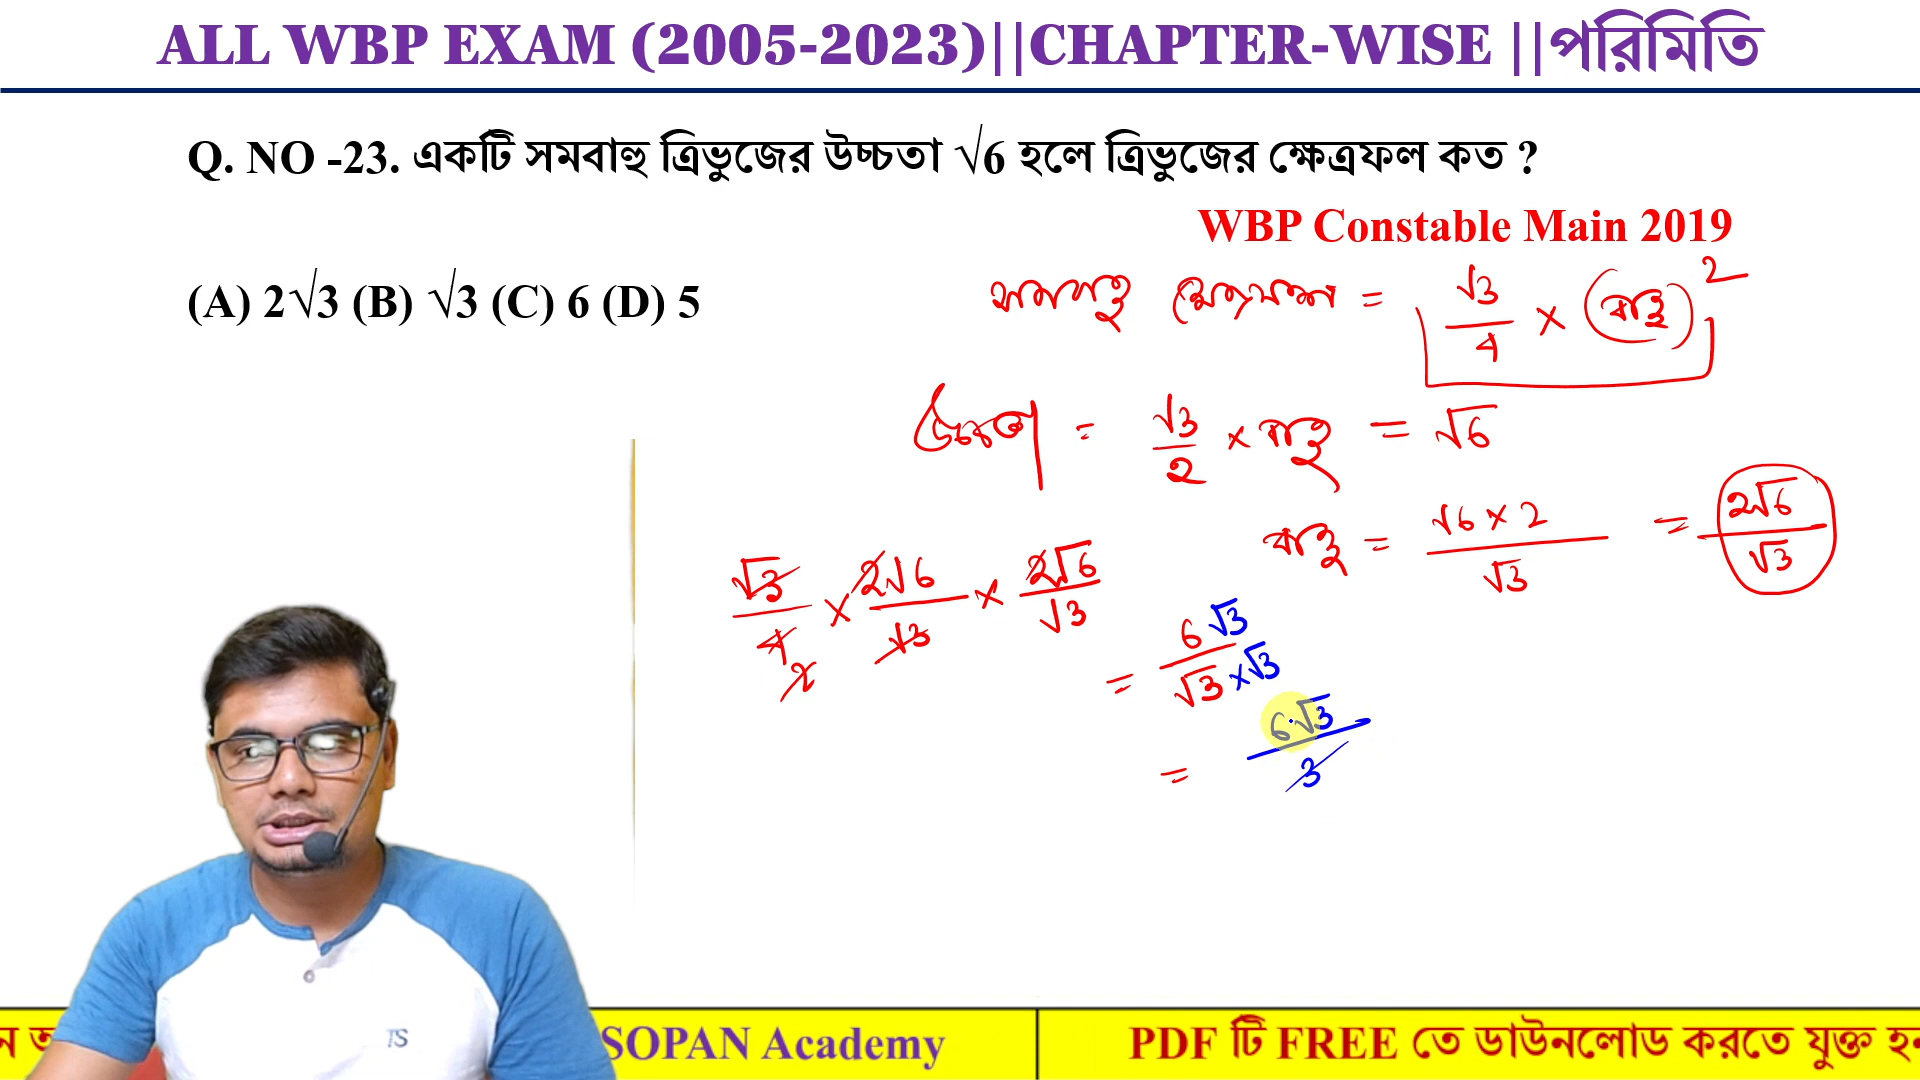 ALL WBP EXAM (2005-2023)||CHAPTER-WISE ||পরিমিতি
Q. NO -23. একটি সমবাহু ত্রিভুজের উচ্চতা √6 হলে ত্রিভুজের ক্ষেত্রফল কত ?
WBP Constable Main 2019
(A) 2√3 (B) √3 (C) 6 (D) 5
সমবাহু ক্ষেত্রফল = √3/4 × (বাহু)²
উচ্চতা = √3/2 × বাহু = √6
বাহু = √6 × 2/√3 = 2√6/√3
√3/4 × 2√6/√3 × 2√6/√3
2
= 6√3/√3×√3
= 6·√3/3
TS
ন
SOPAN Academy
PDF টি FREE তে ডাউনলোড করতে যুক্ত হন